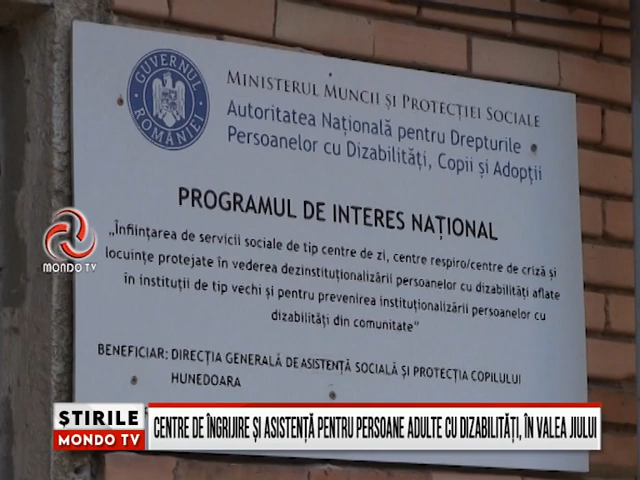 GUVERNUL ROMÂNIEI
MINISTERUL MUNCII ȘI PROTECȚIEI SOCIALE
Autoritatea Națională pentru Drepturile
Persoanelor cu Dizabilități, Copii și Adopții
PROGRAMUL DE INTERES NAȚIONAL
„Înființarea de servicii sociale de tip centre de zi, centre respiro/centre de criză și
locuințe protejate în vederea dezinstituționalizării persoanelor cu dizabilități aflate
în instituții de tip vechi și pentru prevenirea instituționalizării persoanelor cu
dizabilități din comunitate”
BENEFICIAR: DIRECȚIA GENERALĂ DE ASISTENȚĂ SOCIALĂ ȘI PROTECȚIA COPILULUI
HUNEDOARA
MONDO TV
ȘTIRILE
MONDO TV
CENTRE DE ÎNGRIJIRE ȘI ASISTENȚĂ PENTRU PERSOANE ADULTE CU DIZABILITĂȚI, ÎN VALEA JIULUI